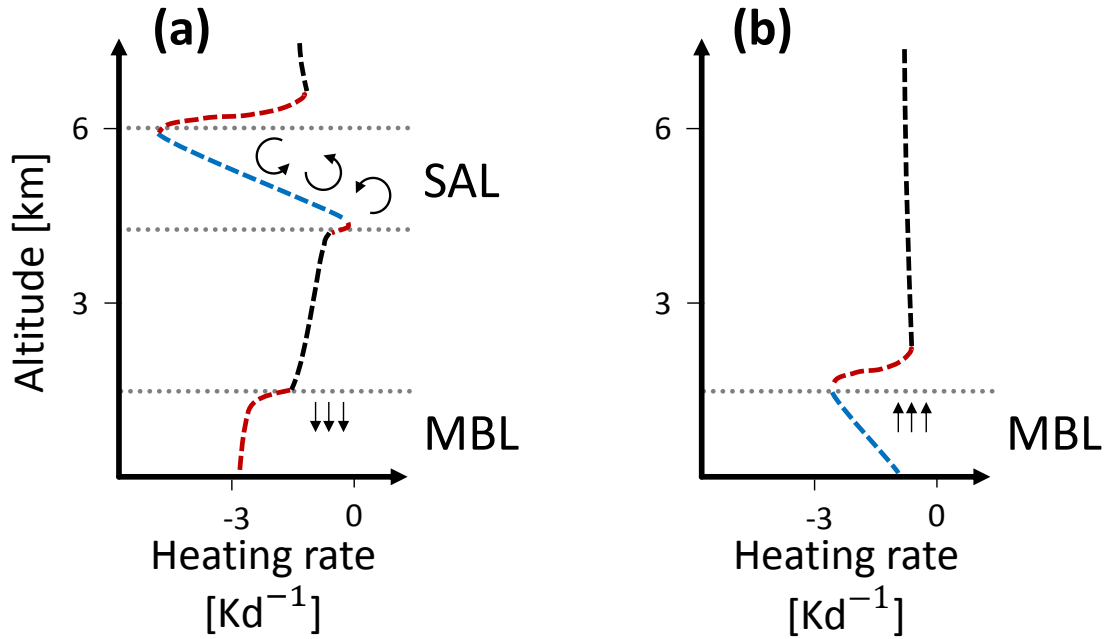 (a)
(b)
6
SAL
3
MBL
-3
0
Altitude [km]
Heating rate
[Kd⁻¹]
6
3
MBL
-3
0
Heating rate
[Kd⁻¹]